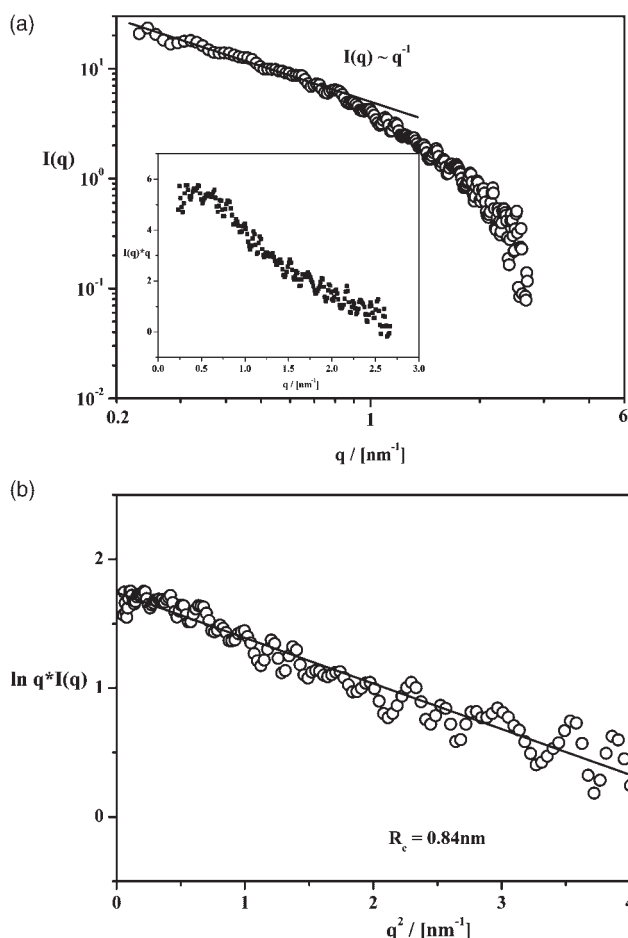 (a)
10¹
I(q) ~ q⁻¹
I(q)
10⁰
10⁻¹
10⁻²
6
4
I(q)*q
2
0
0.0 0.5 1.0 1.5 2.0 2.5 3.0
q / [nm⁻¹]
0.2 1 6
q / [nm⁻¹]
(b)
2
1
ln q*I(q)
0
R_c = 0.84nm
0 1 2 3 4
q² / [nm⁻¹]